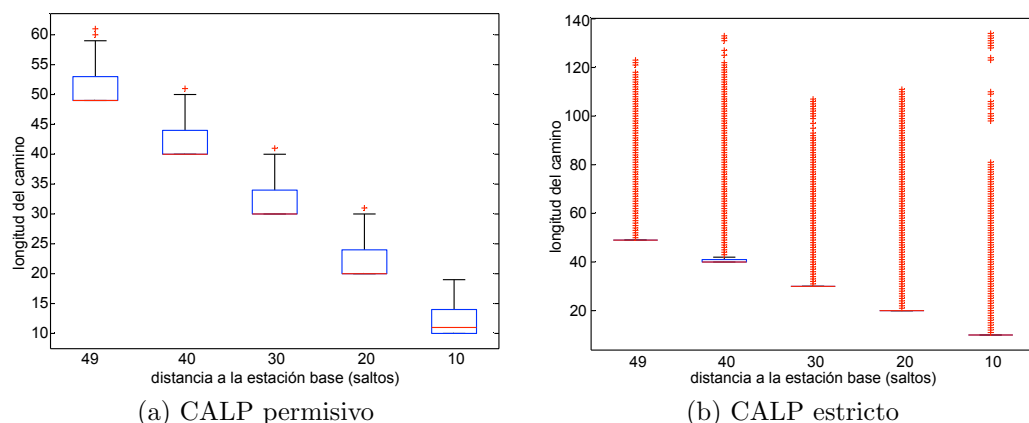 60
55
50
45
40
35
30
25
20
15
10
longitud del camino
49 40 30 20 10
distancia a la estación base (saltos)
(a) CALP permisivo
140
120
100
80
60
40
20
longitud del camino
49 40 30 20 10
distancia a la estación base (saltos)
(b) CALP estricto